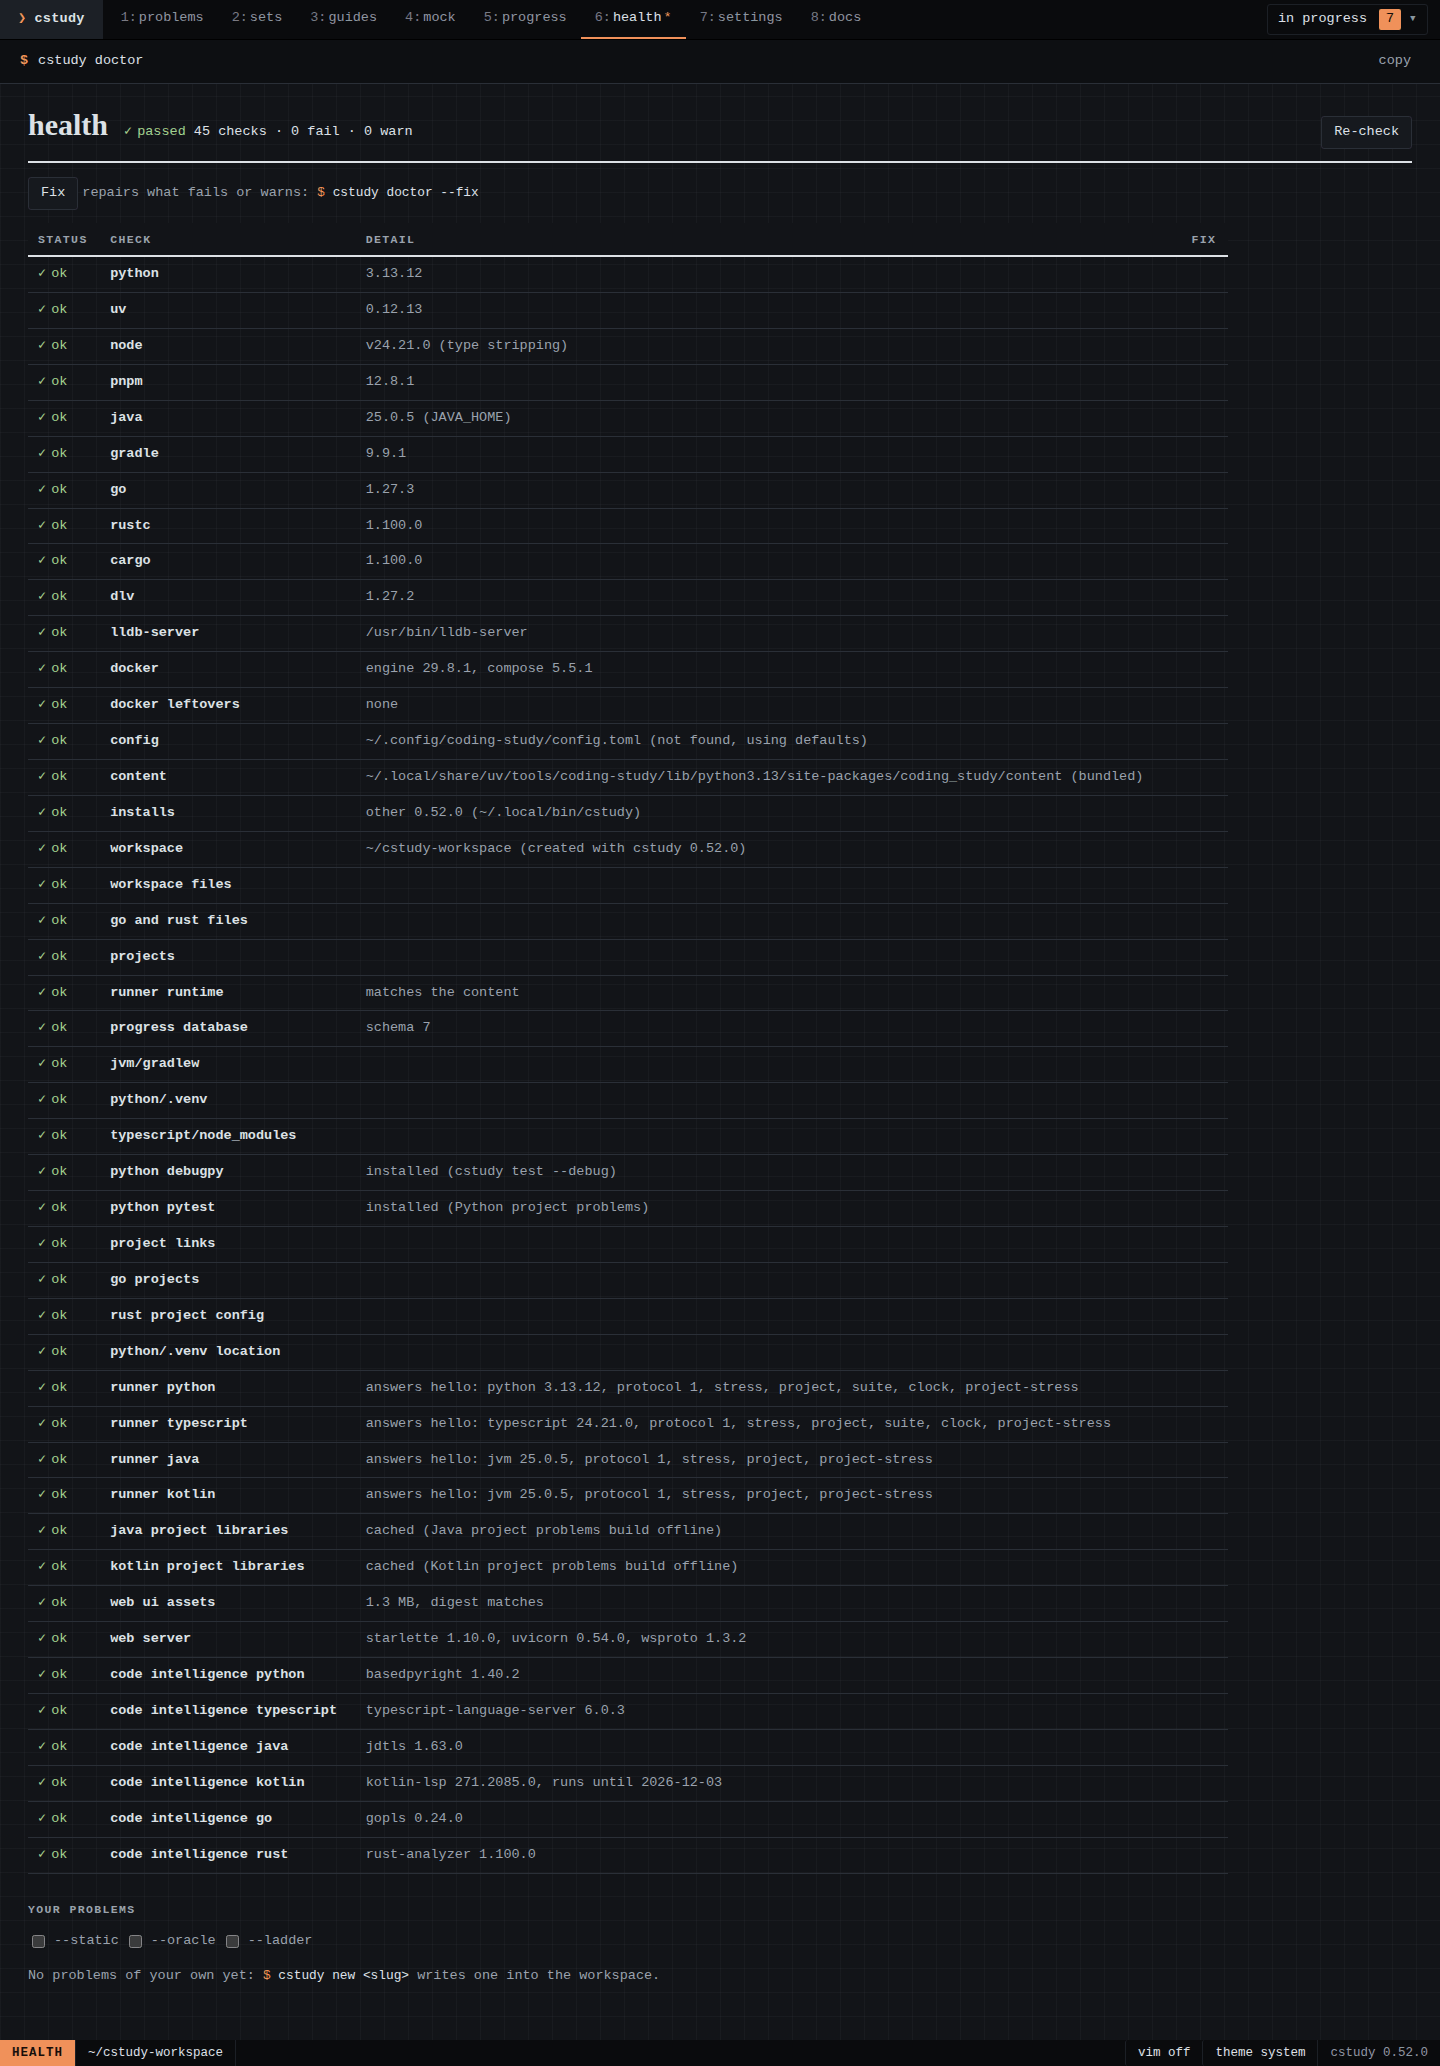 ❯ cstudy 1:problems 2:sets 3:guides 4:mock 5:progress 6:health* 7:settings 8:docs in progress 7 ▾
$ cstudy doctor copy
health ✓ passed 45 checks · 0 fail · 0 warn Re-check
Fix repairs what fails or warns: $ cstudy doctor --fix
STATUS CHECK DETAIL FIX
✓ ok python 3.13.12
✓ ok uv 0.12.13
✓ ok node v24.21.0 (type stripping)
✓ ok pnpm 12.8.1
✓ ok java 25.0.5 (JAVA_HOME)
✓ ok gradle 9.9.1
✓ ok go 1.27.3
✓ ok rustc 1.100.0
✓ ok cargo 1.100.0
✓ ok dlv 1.27.2
✓ ok lldb-server /usr/bin/lldb-server
✓ ok docker engine 29.8.1, compose 5.5.1
✓ ok docker leftovers none
✓ ok config ~/.config/coding-study/config.toml (not found, using defaults)
✓ ok content ~/.local/share/uv/tools/coding-study/lib/python3.13/site-packages/coding_study/content (bundled)
✓ ok installs other 0.52.0 (~/.local/bin/cstudy)
✓ ok workspace ~/cstudy-workspace (created with cstudy 0.52.0)
✓ ok workspace files
✓ ok go and rust files
✓ ok projects
✓ ok runner runtime matches the content
✓ ok progress database schema 7
✓ ok jvm/gradlew
✓ ok python/.venv
✓ ok typescript/node_modules
✓ ok python debugpy installed (cstudy test --debug)
✓ ok python pytest installed (Python project problems)
✓ ok project links
✓ ok go projects
✓ ok rust project config
✓ ok python/.venv location
✓ ok runner python answers hello: python 3.13.12, protocol 1, stress, project, suite, clock, project-stress
✓ ok runner typescript answers hello: typescript 24.21.0, protocol 1, stress, project, suite, clock, project-stress
✓ ok runner java answers hello: jvm 25.0.5, protocol 1, stress, project, project-stress
✓ ok runner kotlin answers hello: jvm 25.0.5, protocol 1, stress, project, project-stress
✓ ok java project libraries cached (Java project problems build offline)
✓ ok kotlin project libraries cached (Kotlin project problems build offline)
✓ ok web ui assets 1.3 MB, digest matches
✓ ok web server starlette 1.10.0, uvicorn 0.54.0, wsproto 1.3.2
✓ ok code intelligence python basedpyright 1.40.2
✓ ok code intelligence typescript typescript-language-server 6.0.3
✓ ok code intelligence java jdtls 1.63.0
✓ ok code intelligence kotlin kotlin-lsp 271.2085.0, runs until 2026-12-03
✓ ok code intelligence go gopls 0.24.0
✓ ok code intelligence rust rust-analyzer 1.100.0
YOUR PROBLEMS
--static --oracle --ladder
No problems of your own yet: $ cstudy new <slug> writes one into the workspace.
HEALTH ~/cstudy-workspace vim off theme system cstudy 0.52.0